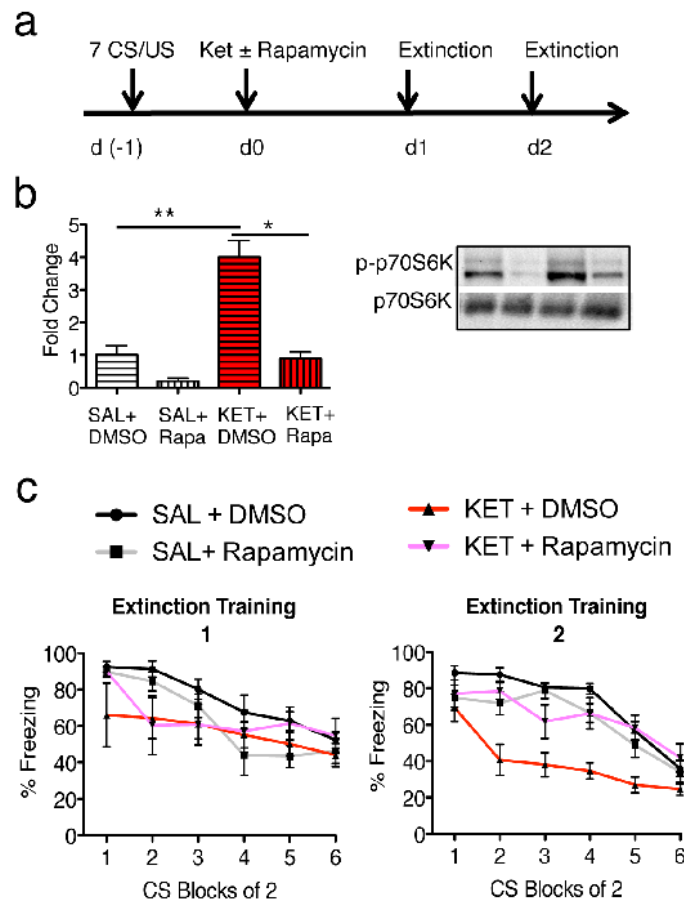 a
7 CS/US Ket ± Rapamycin Extinction Extinction
d (-1) d0 d1 d2
b
** *
5
4
3
2
1
0
Fold Change
SAL+ DMSO SAL+ Rapa KET+ DMSO KET+ Rapa
p-p70S6K
p70S6K
c
SAL + DMSO KET + DMSO
SAL+ Rapamycin KET + Rapamycin
Extinction Training
1
100
80
60
40
20
0
% Freezing
1 2 3 4 5 6
CS Blocks of 2
Extinction Training
2
100
80
60
40
20
0
% Freezing
1 2 3 4 5 6
CS Blocks of 2